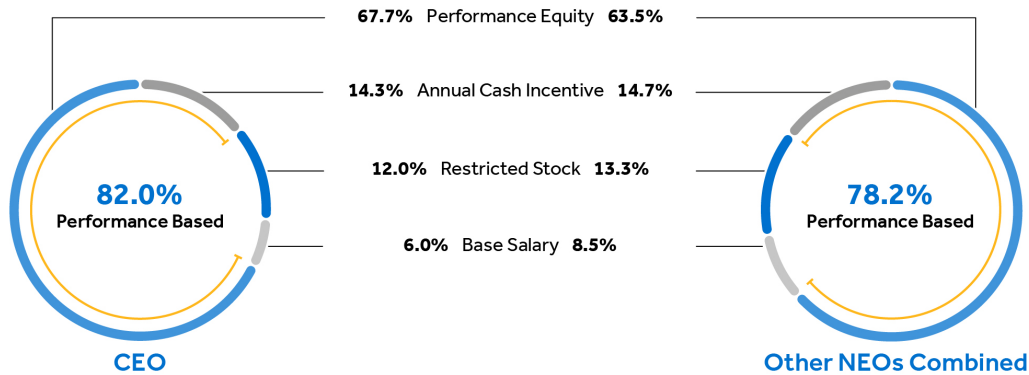 67.7% Performance Equity 63.5%
14.3% Annual Cash Incentive 14.7%
12.0% Restricted Stock 13.3%
82.0%
Performance Based
78.2%
Performance Based
6.0% Base Salary 8.5%
CEO
Other NEOs Combined